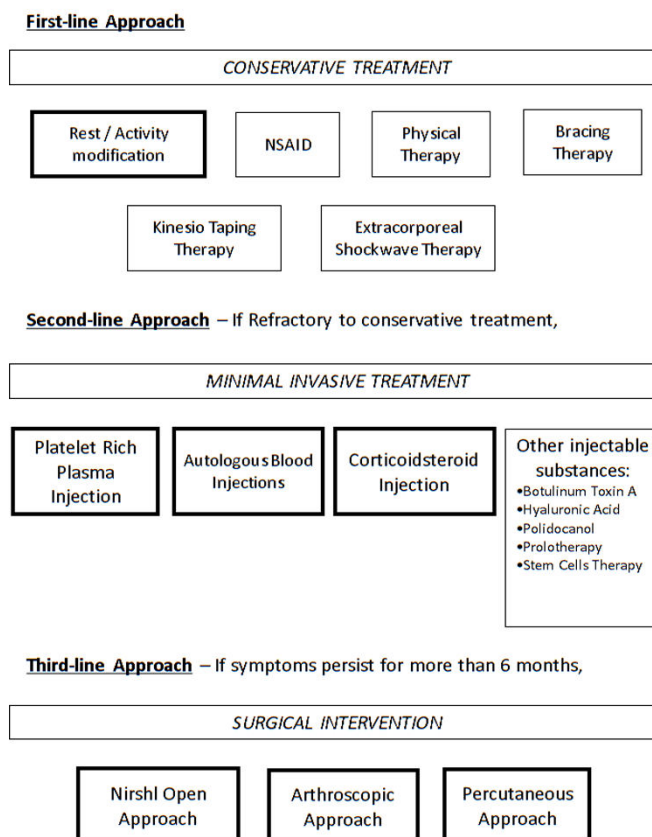 First-line Approach
CONSERVATIVE TREATMENT
Rest / Activity
modification
NSAID
Physical
Therapy
Bracing
Therapy
Kinesio Taping
Therapy
Extracorporeal
Shockwave Therapy
Second-line Approach – If Refractory to conservative treatment,
MINIMAL INVASIVE TREATMENT
Platelet Rich
Plasma
Injection
Autologous Blood
Injections
Corticoidsteroid
Injection
Other injectable
substances:
•Botulinum Toxin A
•Hyaluronic Acid
•Polidocanol
•Prolotherapy
•Stem Cells Therapy
Third-line Approach – If symptoms persist for more than 6 months,
SURGICAL INTERVENTION
Nirshl Open
Approach
Arthroscopic
Approach
Percutaneous
Approach